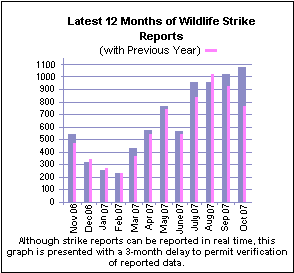 Latest 12 Months of Wildlife Strike
Reports
(with Previous Year)
1100
1000
900
800
700
600
500
400
300
200
100
0
Nov 06
Dec 06
Jan 07
Feb 07
Mar 07
Apr 07
May 07
June 07
July 07
Aug 07
Sep 07
Oct 07
Although strike reports can be reported in real time, this
graph is presented with a 3-month delay to permit verification
of reported data.